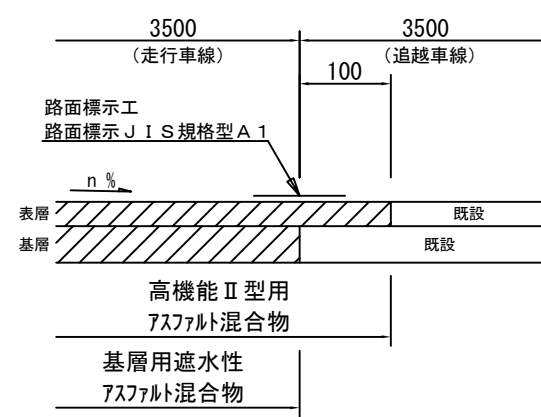 3500
3500
(走行車線)
(追越車線)
100
路面標示工
路面標示JIS規格型A1
n %
表層
既設
基層
既設
高機能Ⅱ型用
アスファルト混合物
基層用遮水性
アスファルト混合物